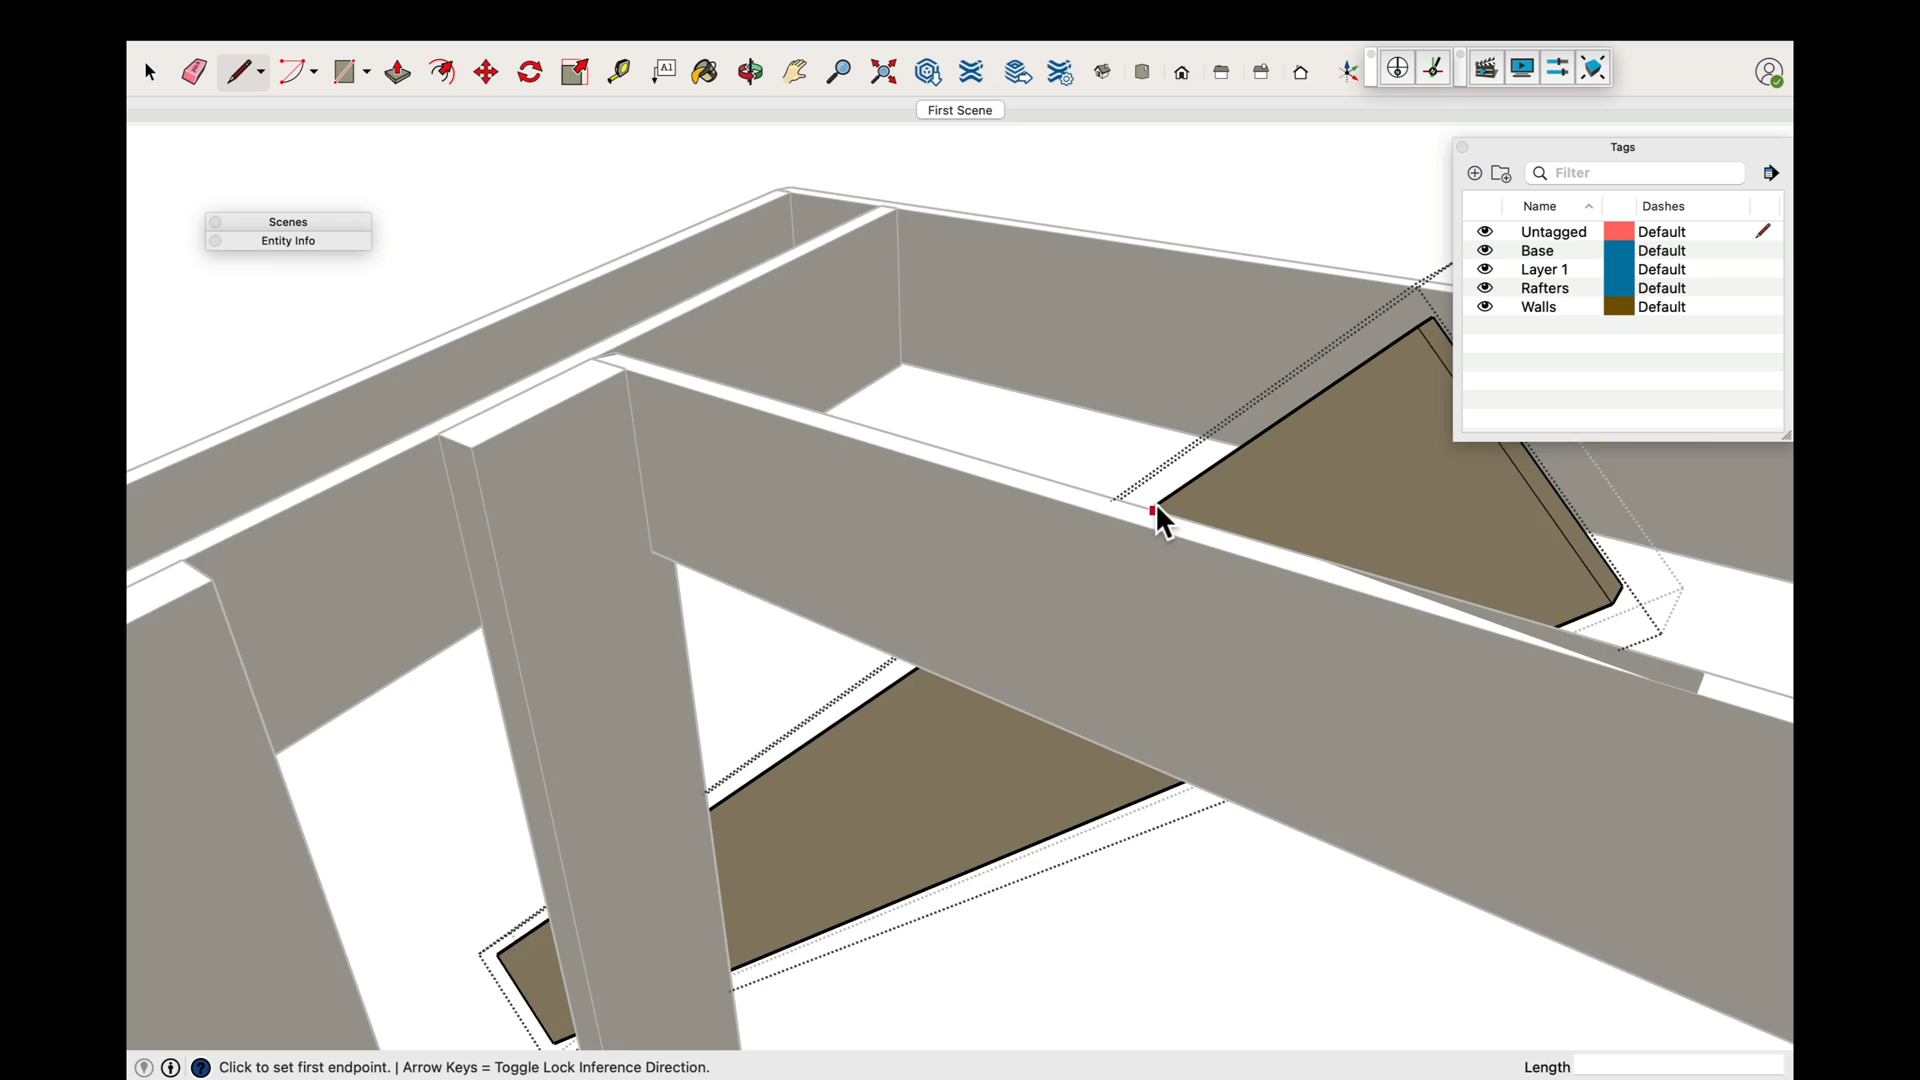 A1
First Scene
Tags
Filter
Scenes
Entity Info
Name Dashes
Untagged Default
Base Default
Layer 1 Default
Rafters Default
Walls Default
Click to set first endpoint. | Arrow Keys = Toggle Lock Inference Direction.
Length